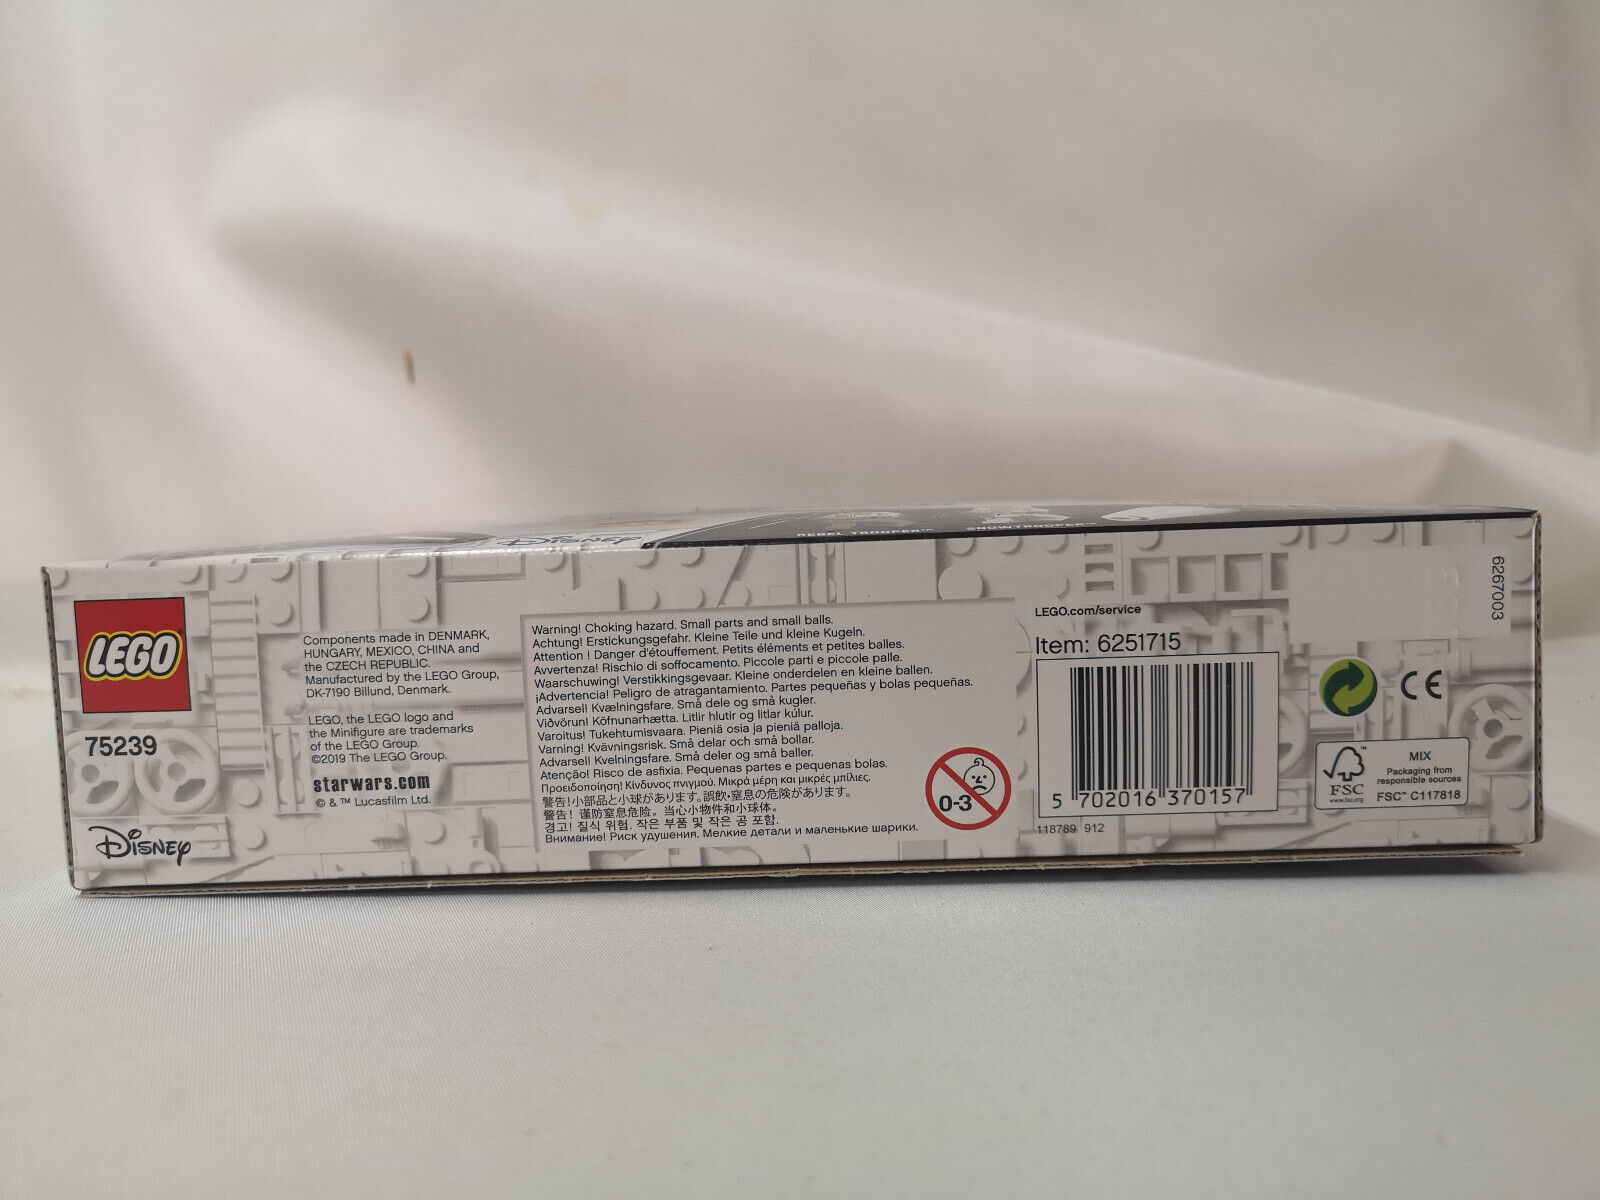 Disney
REBEL TROOPER™
SNOWTROOPER™
LEGO
75239
Disney
Components made in DENMARK,
HUNGARY, MEXICO, CHINA and
the CZECH REPUBLIC.
Manufactured by the LEGO Group,
DK-7190 Billund, Denmark.
LEGO, the LEGO logo and
the Minifigure are trademarks
of the LEGO Group.
©2019 The LEGO Group.
starwars.com
© & ™ Lucasfilm Ltd.
Warning! Choking hazard. Small parts and small balls.
Achtung! Erstickungsgefahr. Kleine Teile und kleine Kugeln.
Attention ! Danger d'étouffement. Petits éléments et petites balles.
Avvertenza! Rischio di soffocamento. Piccole parti e piccole palle.
Waarschuwing! Verstikkingsgevaar. Kleine onderdelen en kleine ballen.
¡Advertencia! Peligro de atragantamiento. Partes pequeñas y bolas pequeñas.
Advarsel! Kvælningsfare. Små dele og små kugler.
Viðvörun! Köfnunarhætta. Litlir hlutir og litlar kúlur.
Varoitus! Tukehtumisvaara. Pieniä osia ja pieniä palloja.
Varning! Kvävningsrisk. Små delar och små bollar.
Advarsel! Kvelningsfare. Små deler og små baller.
Atenção! Risco de asfixia. Pequenas partes e pequenas bolas.
Προειδοποίηση! Κίνδυνος πνιγμού. Μικρά μέρη και μικρές μπίλιες.
警告!小部品と小球があります。誤飲・窒息の危険があります。
警告！谨防窒息危险。当心小物件和小球体。
경고! 질식 위험. 작은 부품 및 작은 공 포함.
Внимание! Риск удушения. Мелкие детали и маленькие шарики.
0-3
LEGO.com/service
Item: 6251715
5 702016 370157
118789 912
6267003
CE
FSC™
www.fsc.org
MIX
Packaging from
responsible sources
FSC™ C117818